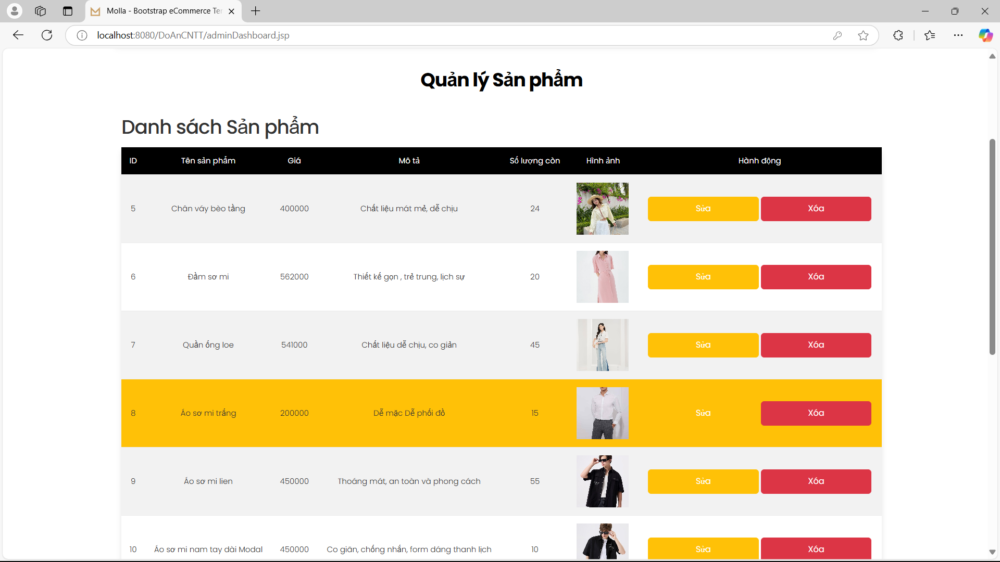 Molla - Bootstrap eCommerce Ter
localhost:8080/DoAnCNTT/adminDashboard.jsp
Quản lý Sản phẩm
Danh sách Sản phẩm
ID Tên sản phẩm Giá Mô tả Số lượng còn Hình ảnh Hành động
5 Chân váy bèo tầng 400000 Chất liệu mát mẻ, dễ chịu 24 Sửa Xóa
6 Đầm sơ mi 562000 Thiết kế gọn , trẻ trung, lịch sự 20 Sửa Xóa
7 Quần ống loe 541000 Chất liệu dễ chịu, co giản 45 Sửa Xóa
8 Áo sơ mi trắng 200000 Dễ mặc Dễ phối đồ 15 Sửa Xóa
9 Áo sơ mi lien 450000 Thoáng mát, an toàn và phong cách 55 Sửa Xóa
10 Áo sơ mi nam tay dài Modal 450000 Co giãn, chống nhắn, form dáng thanh lịch 10 Sửa Xóa